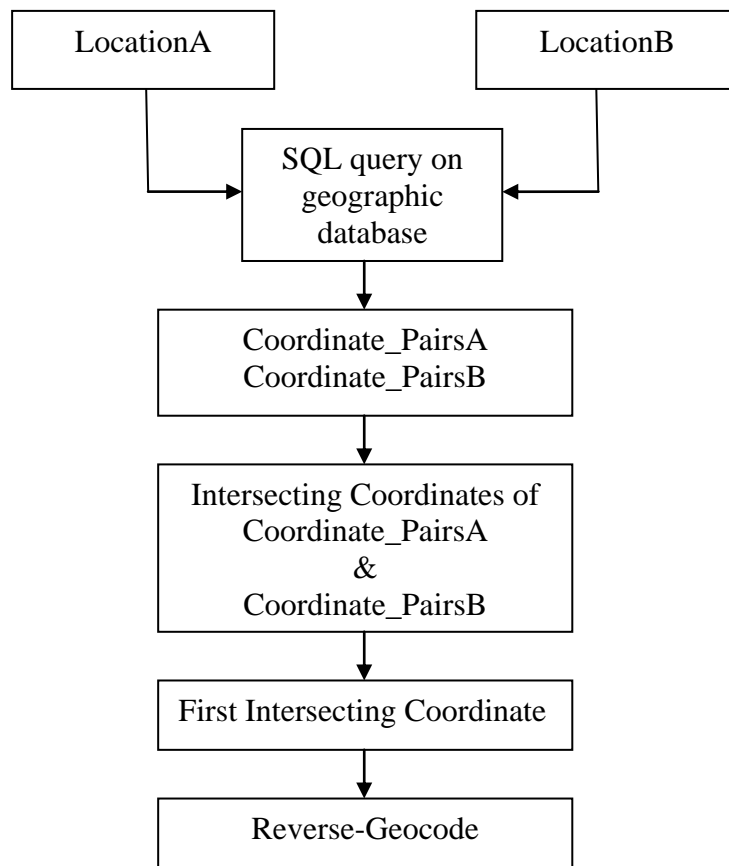 LocationA
LocationB
SQL query on
geographic
database
Coordinate_PairsA
Coordinate_PairsB
Intersecting Coordinates of
Coordinate_PairsA
&
Coordinate_PairsB
First Intersecting Coordinate
Reverse-Geocode